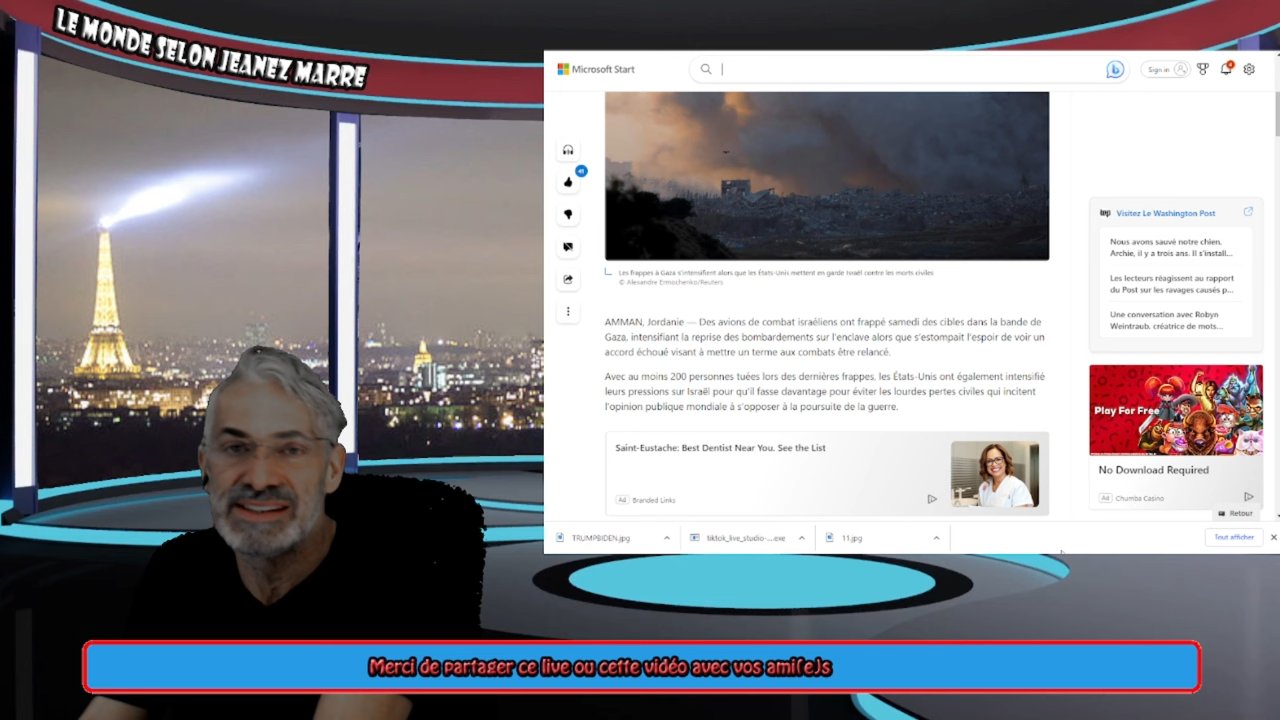 LE MONDE SELON JEANEZ MARRE
Microsoft Start
Sign in
4
41
Les frappes à Gaza s'intensifient alors que les États-Unis mettent en garde Israël contre les morts civiles
© Alexandre Ermochenko/Reuters
AMMAN, Jordanie — Des avions de combat israéliens ont frappé samedi des cibles dans la bande de
Gaza, intensifiant la reprise des bombardements sur l'enclave alors que s'estompait l'espoir de voir un
accord échoué visant à mettre un terme aux combats être relancé.
Avec au moins 200 personnes tuées lors des dernières frappes, les États-Unis ont également intensifié
leurs pressions sur Israël pour qu'il fasse davantage pour éviter les lourdes pertes civiles qui incitent
l'opinion publique mondiale à s'opposer à la poursuite de la guerre.
Saint-Eustache: Best Dentist Near You. See the List
Ad Branded Links
wp Visitez Le Washington Post
Nous avons sauvé notre chien,
Archie, il y a trois ans. Il s'install...
Les lecteurs réagissent au rapport
du Post sur les ravages causés p...
Une conversation avec Robyn
Weintraub, créatrice de mots...
Play For Free
No Download Required
Ad Chumba Casino
Retour
TRUMPBIDEN.jpg
tiktok_live_studio-....exe
11.jpg
Tout afficher
Merci de partager ce live ou cette vidéo avec vos ami(e)s